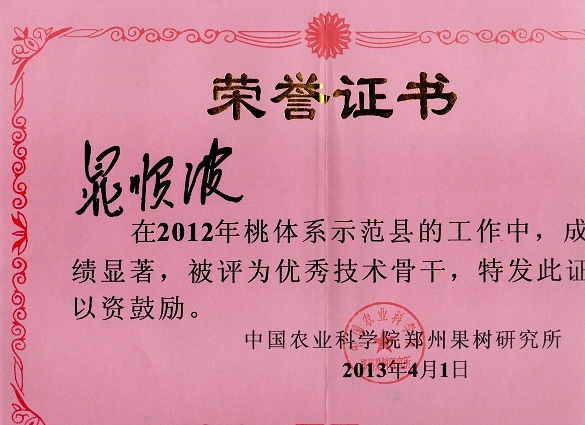 荣誉证书
晁顺波
在2012年桃体系示范县的工作中，成
绩显著，被评为优秀技术骨干，特发此证
以资鼓励。
中国农业科学院郑州果树研究所
2013年4月1日